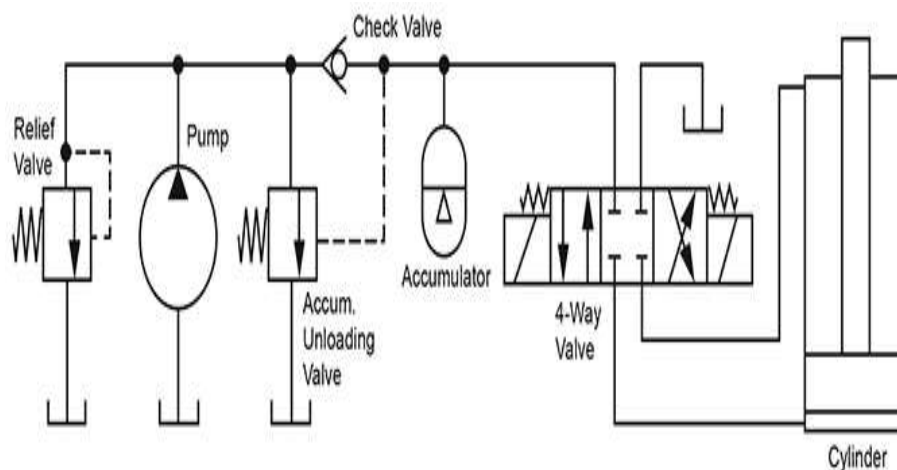 Check Valve
Relief
Valve
Pump
Accumulator
Accum.
Unloading
Valve
4-Way
Valve
Cylinder